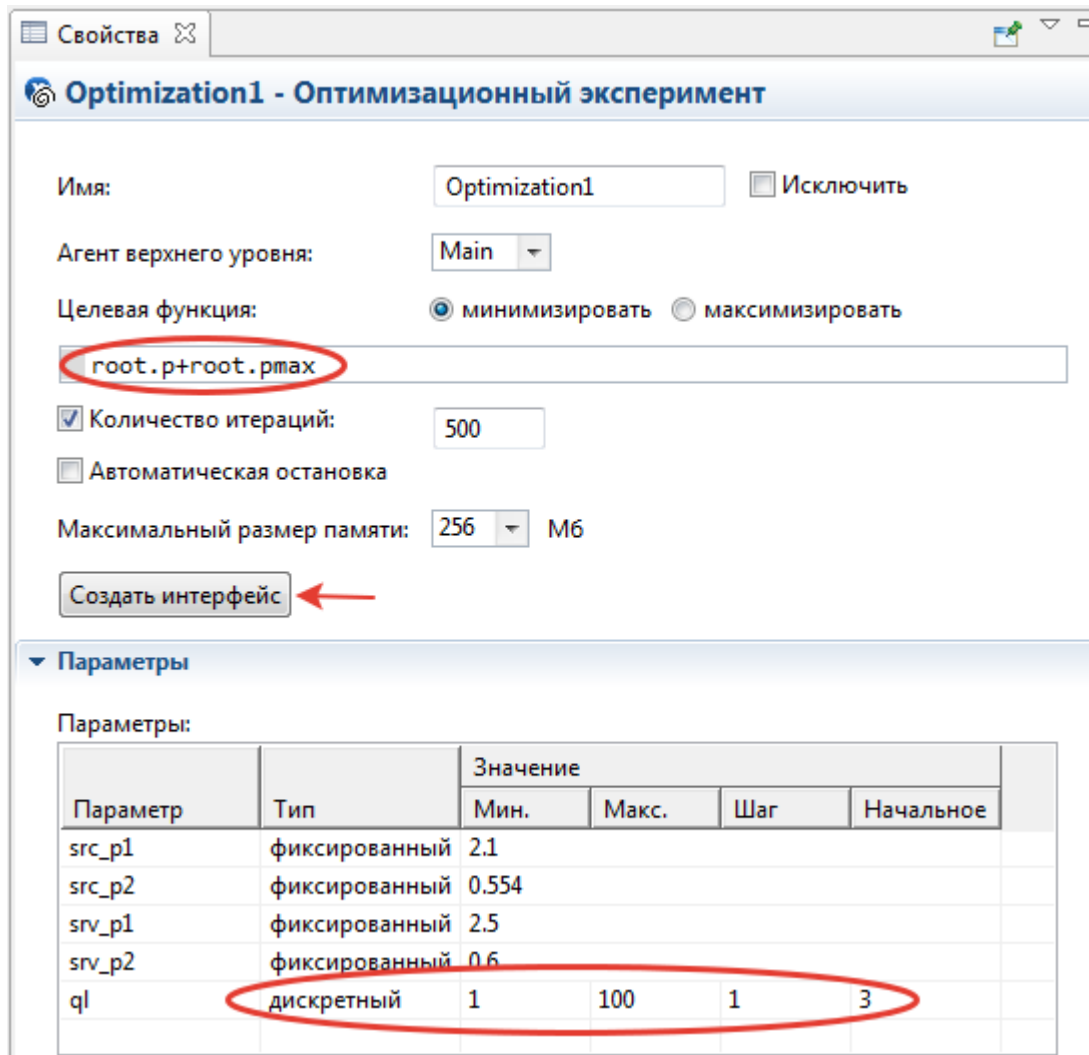 Свойства
Optimization1 - Оптимизационный эксперимент
Имя: Optimization1 Исключить
Агент верхнего уровня: Main
Целевая функция: минимизировать максимизировать
root.p+root.pmax
Количество итераций: 500
Автоматическая остановка
Максимальный размер памяти: 256 Мб
Создать интерфейс
Параметры
Параметры:
Значение
Параметр Тип Мин. Макс. Шаг Начальное
src_p1 фиксированный 2.1
src_p2 фиксированный 0.554
srv_p1 фиксированный 2.5
srv_p2 фиксированный 0.6
ql дискретный 1 100 1 3